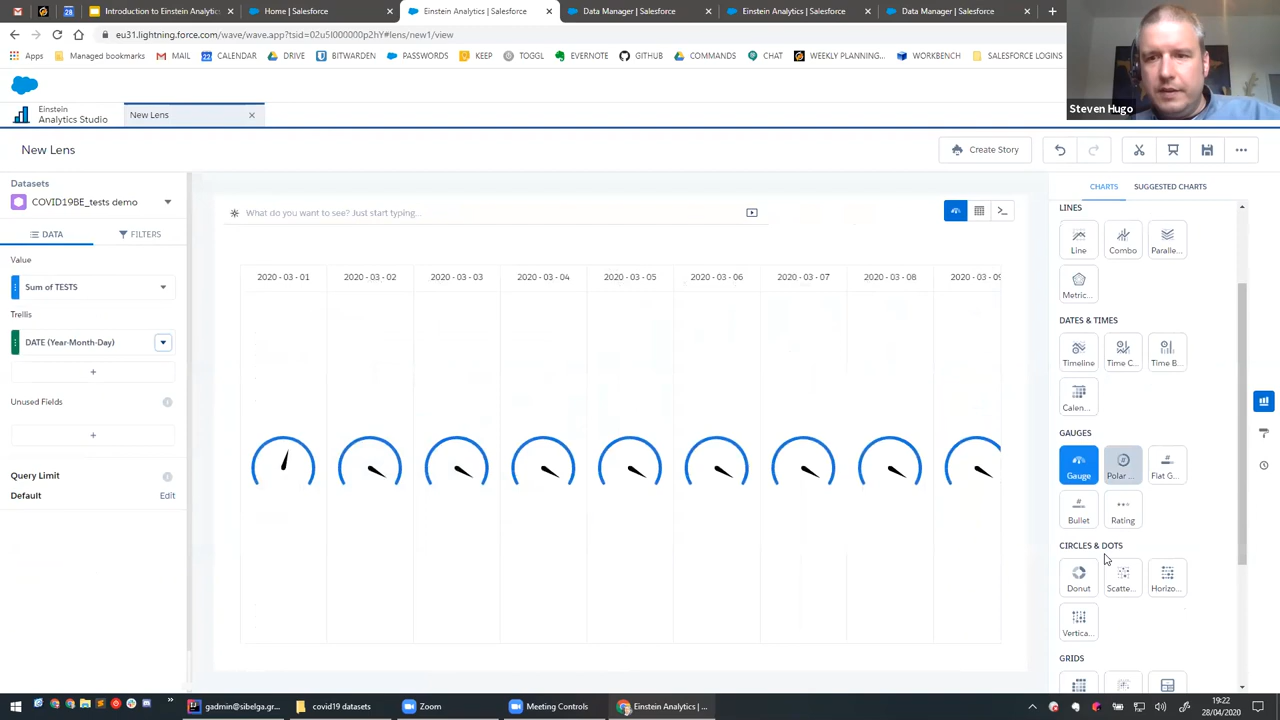 Introduction to Einstein Analytic
Home | Salesforce
Einstein Analytics | Salesforce
Data Manager | Salesforce
Einstein Analytics | Salesforce
Data Manager | Salesforce
eu31.lightning.force.com/wave/wave.app?tsid=02u5I000000p2hY#lens/new1/view
Apps
Managed bookmarks
MAIL
CALENDAR
DRIVE
BITWARDEN
PASSWORDS
KEEP
TOGGL
EVERNOTE
GITHUB
COMMANDS
CHAT
WEEKLY PLANNING...
WORKBENCH
SALESFORCE LOGINS
Steven Hugo
Einstein
Analytics Studio
New Lens
New Lens
Create Story
Datasets
COVID19BE_tests demo
DATA
FILTERS
Value
Sum of TESTS
Trellis
DATE (Year-Month-Day)
Unused Fields
Query Limit
Default
Edit
What do you want to see? Just start typing...
2020 - 03 - 01
2020 - 03 - 02
2020 - 03 - 03
2020 - 03 - 04
2020 - 03 - 05
2020 - 03 - 06
2020 - 03 - 07
2020 - 03 - 08
2020 - 03 - 09
CHARTS
SUGGESTED CHARTS
LINES
Line
Combo
Paralle...
Metric...
DATES & TIMES
Timeline
Time C...
Time B...
Calen...
GAUGES
Gauge
Polar ...
Flat G...
Bullet
Rating
CIRCLES & DOTS
Donut
Scatte...
Horizo...
Vertica...
GRIDS
gadmin@sibelga.gr...
covid19 datasets
Zoom
Meeting Controls
Einstein Analytics | ...
19:22
28/04/2020